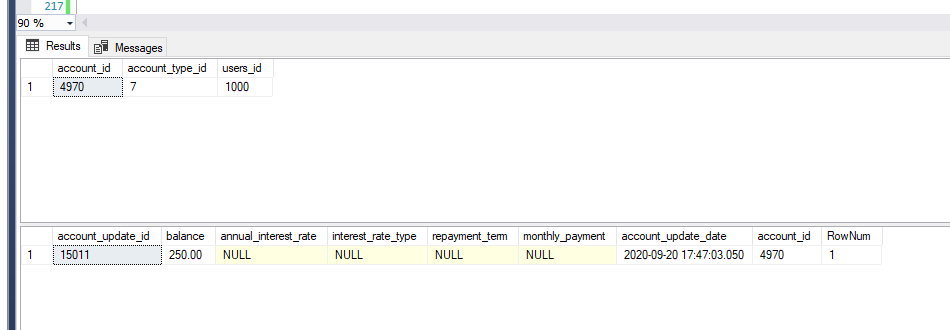 217
90 %
Results Messages
account_id account_type_id users_id
1 4970 7 1000
account_update_id balance annual_interest_rate interest_rate_type repayment_term monthly_payment account_update_date account_id RowNum
1 15011 250.00 NULL NULL NULL NULL 2020-09-20 17:47:03.050 4970 1